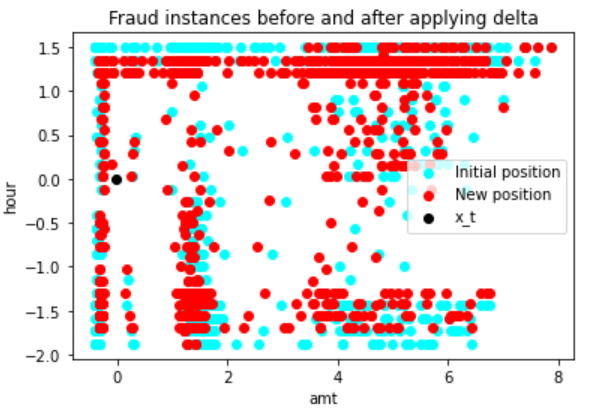 Fraud instances before and after applying delta
1.5
1.0
0.5
0.0
−0.5
−1.0
−1.5
−2.0
hour
Initial position
New position
x_t
0 2 4 6 8
amt